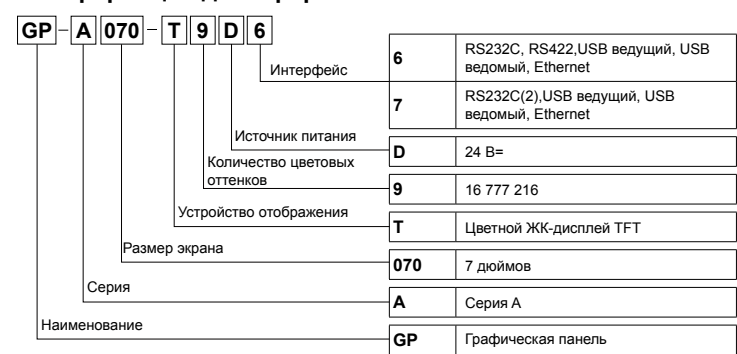 GP-A 070-T 9 D 6
Интерфейс
6 RS232C, RS422,USB ведущий, USB
ведомый, Ethernet
7 RS232C(2),USB ведущий, USB
ведомый, Ethernet
Источник питания
D 24 В=
Количество цветовых
оттенков
9 16 777 216
Устройство отображения
T Цветной ЖК-дисплей TFT
Размер экрана
070 7 дюймов
Серия
A Серия A
Наименование
GP Графическая панель